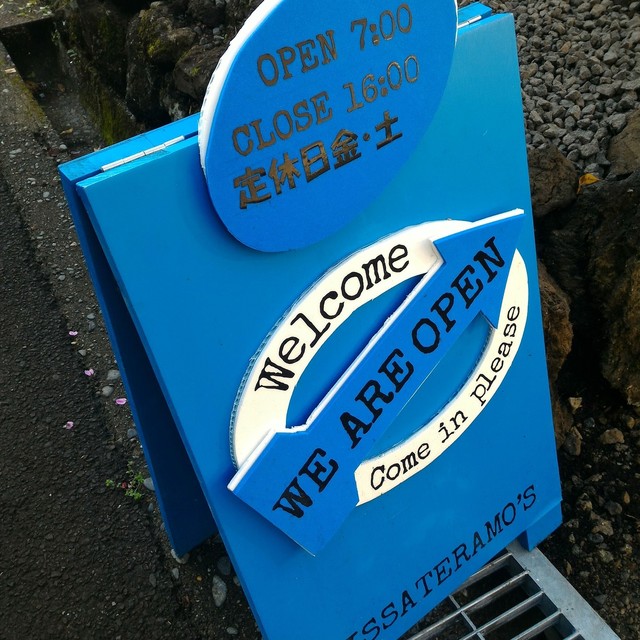 OPEN 7:00
CLOSE 16:00
定休日金・土
Welcome
WE ARE OPEN
Come in please
ISSATERAMO'S